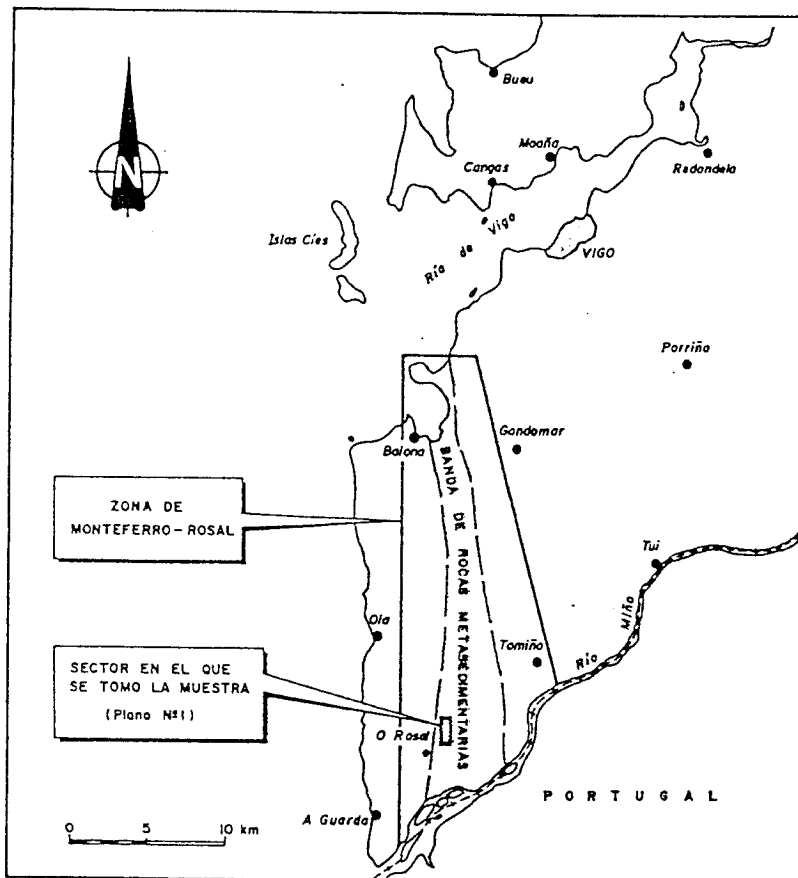 Bueu
Moaña
Cangas
Redondela
N
Islas Cíes
Ría de Vigo
VIGO
Porriño
Gondomar
Baiona
BANDA DE ROCAS METASEDIMENTARIAS
ZONA DE
MONTEFERRO-ROSAL
Tui
Oia
Río Miño
Tomiño
SECTOR EN EL QUE
SE TOMO LA MUESTRA
(Plano Nº1)
O Rosal
PORTUGAL
A Guarda
0 5 10 km